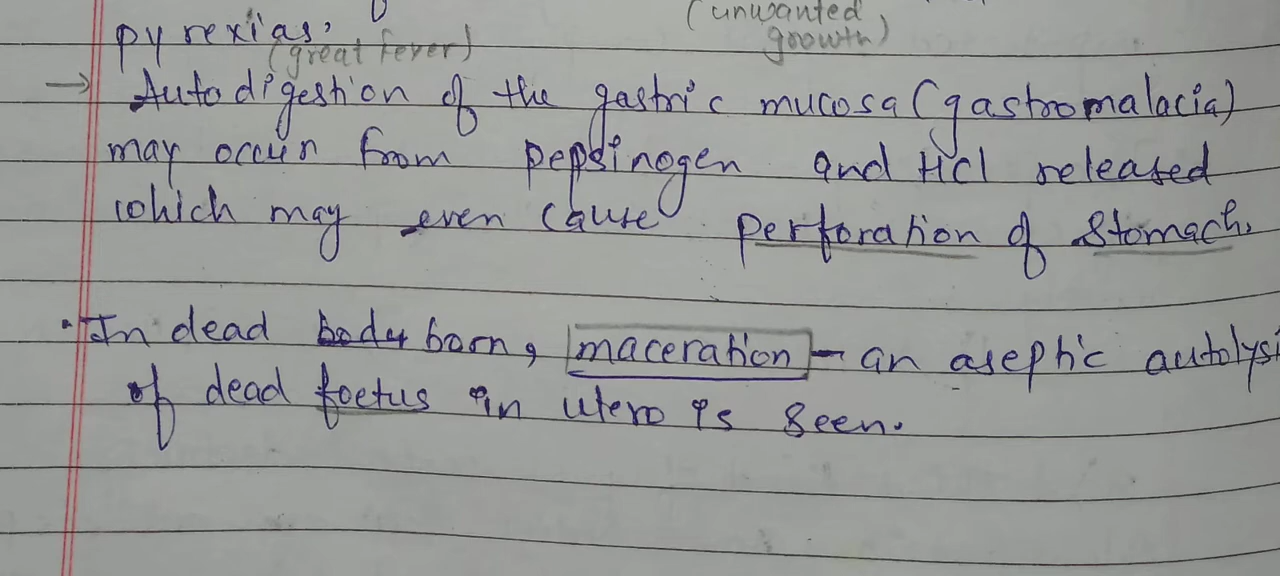 (unwanted
pyrexias,
growth)
(great fever)
→ Autodigestion of the gastric mucosa (gastromalacia)
may occur from pepsinogen and HCl released
which may even cause perforation of stomach.
• In dead body born, maceration - an aseptic autolysi
of dead foetus in utero is seen.